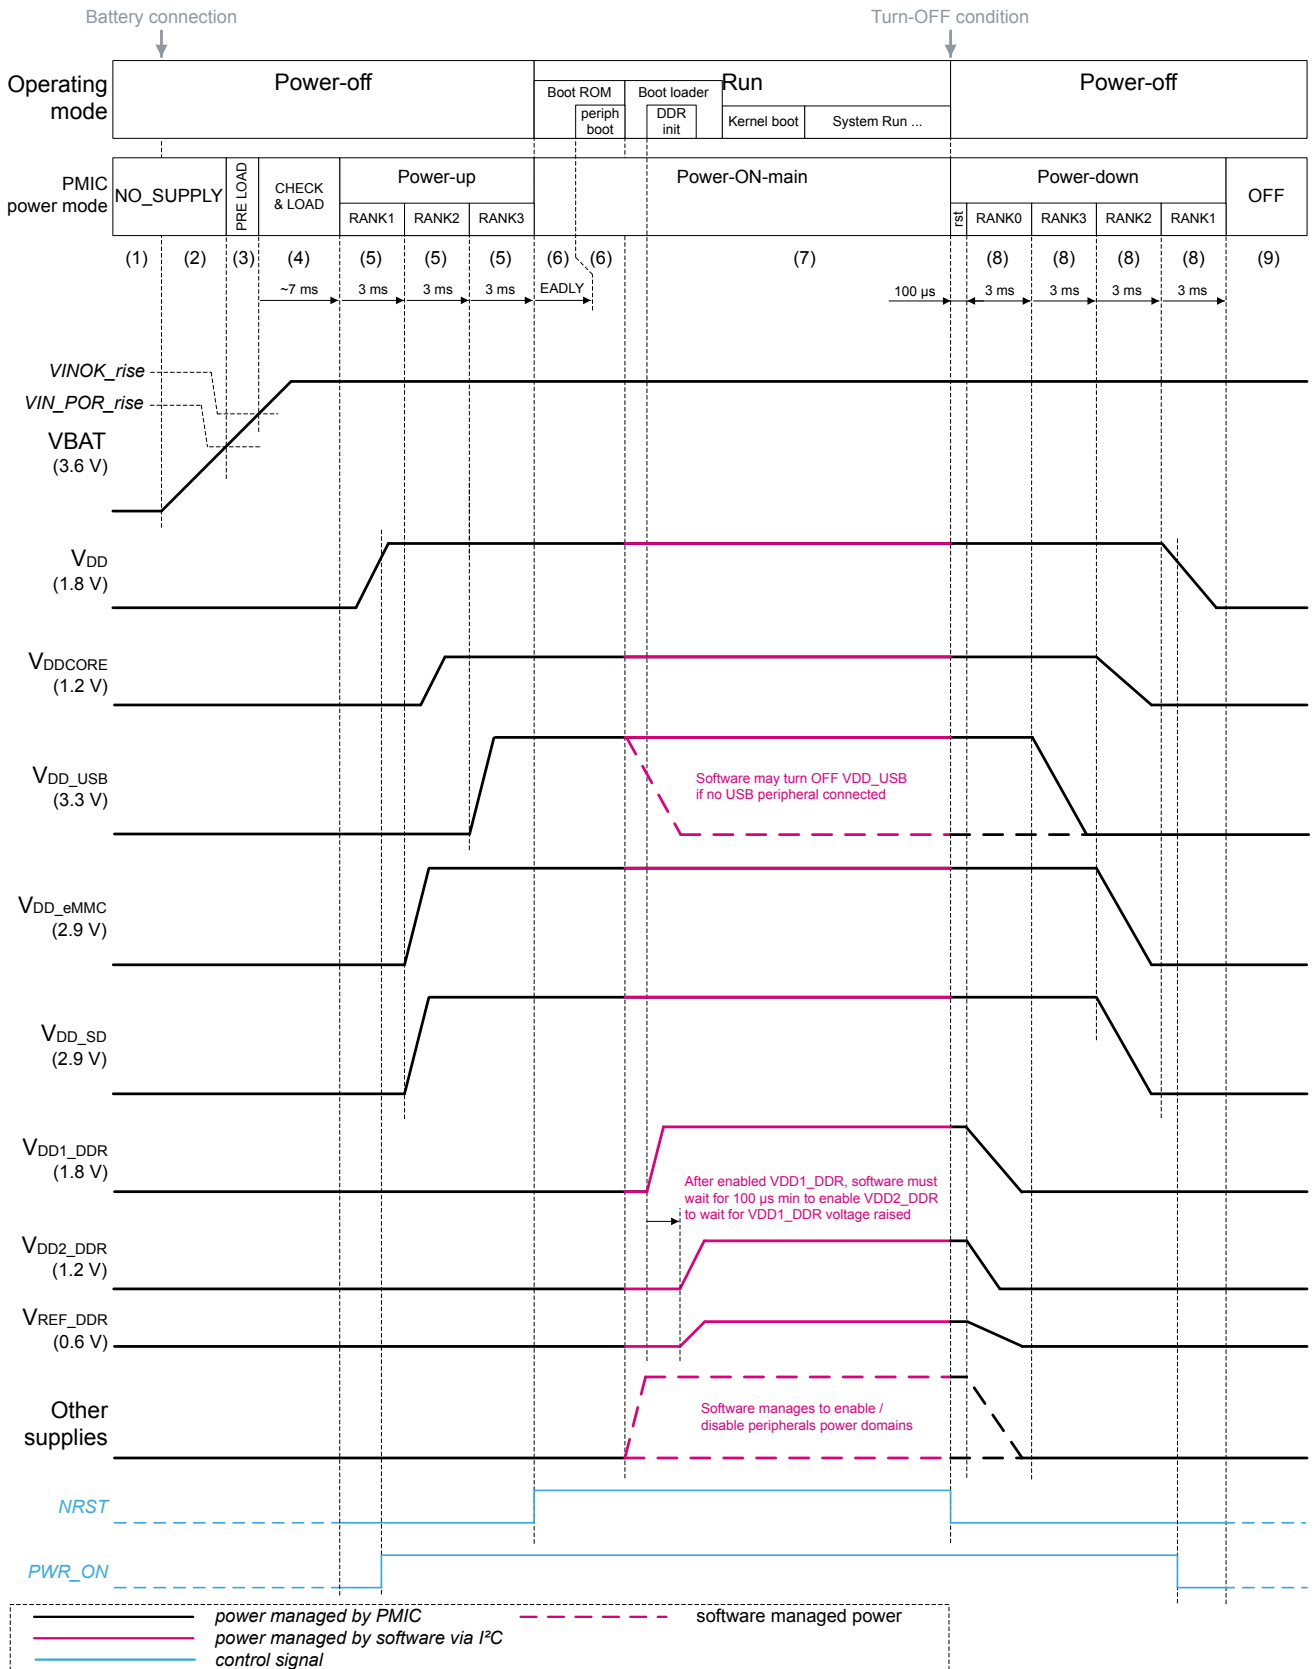 Battery connection
Turn-OFF condition
Operating
mode
Power-off
Run
Power-off
Boot ROM
Boot loader
periph
boot
DDR
init
Kernel boot
System Run ...
PMIC
power mode
NO_SUPPLY
PRE LOAD
CHECK
& LOAD
Power-up
Power-ON-main
Power-down
OFF
RANK1
RANK2
RANK3
rst
RANK0
RANK3
RANK2
RANK1
(1)
(2)
(3)
(4)
(5)
(5)
(5)
(6)
(6)
(7)
(8)
(8)
(8)
(8)
(9)
~7 ms
3 ms
3 ms
3 ms
EADLY
100 µs
3 ms
3 ms
3 ms
3 ms
VINOK_rise
VIN_POR_rise
VBAT
(3.6 V)
VDD
(1.8 V)
VDDCORE
(1.2 V)
VDD_USB
(3.3 V)
Software may turn OFF VDD_USB
if no USB peripheral connected
VDD_eMMC
(2.9 V)
VDD_SD
(2.9 V)
VDD1_DDR
(1.8 V)
After enabled VDD1_DDR, software must
wait for 100 µs min to enable VDD2_DDR
to wait for VDD1_DDR voltage raised
VDD2_DDR
(1.2 V)
VREF_DDR
(0.6 V)
Other
supplies
Software manages to enable /
disable peripherals power domains
NRST
PWR_ON
power managed by PMIC
software managed power
power managed by software via I²C
control signal